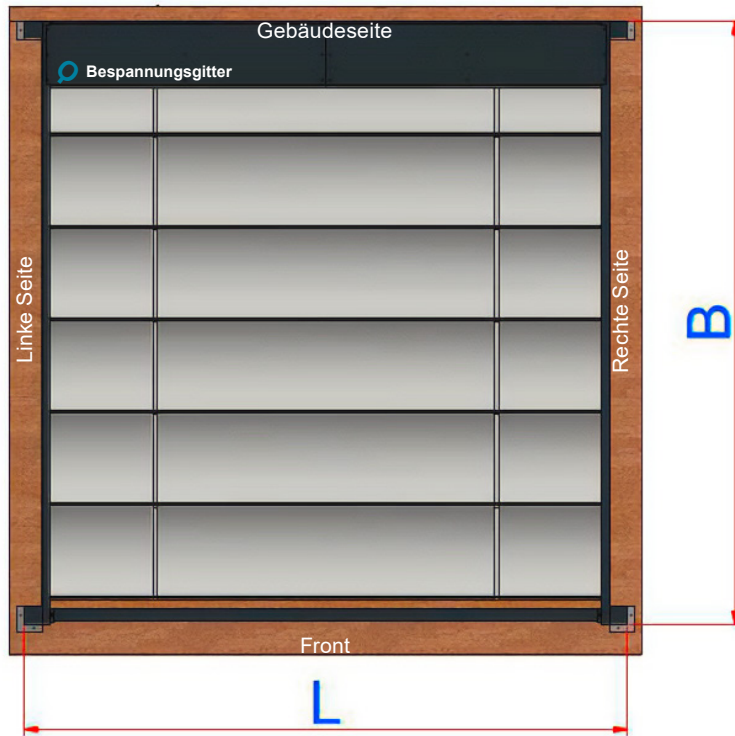 Gebäudeseite
Bespannungsgitter
Linke Seite
Rechte Seite
B
Front
L